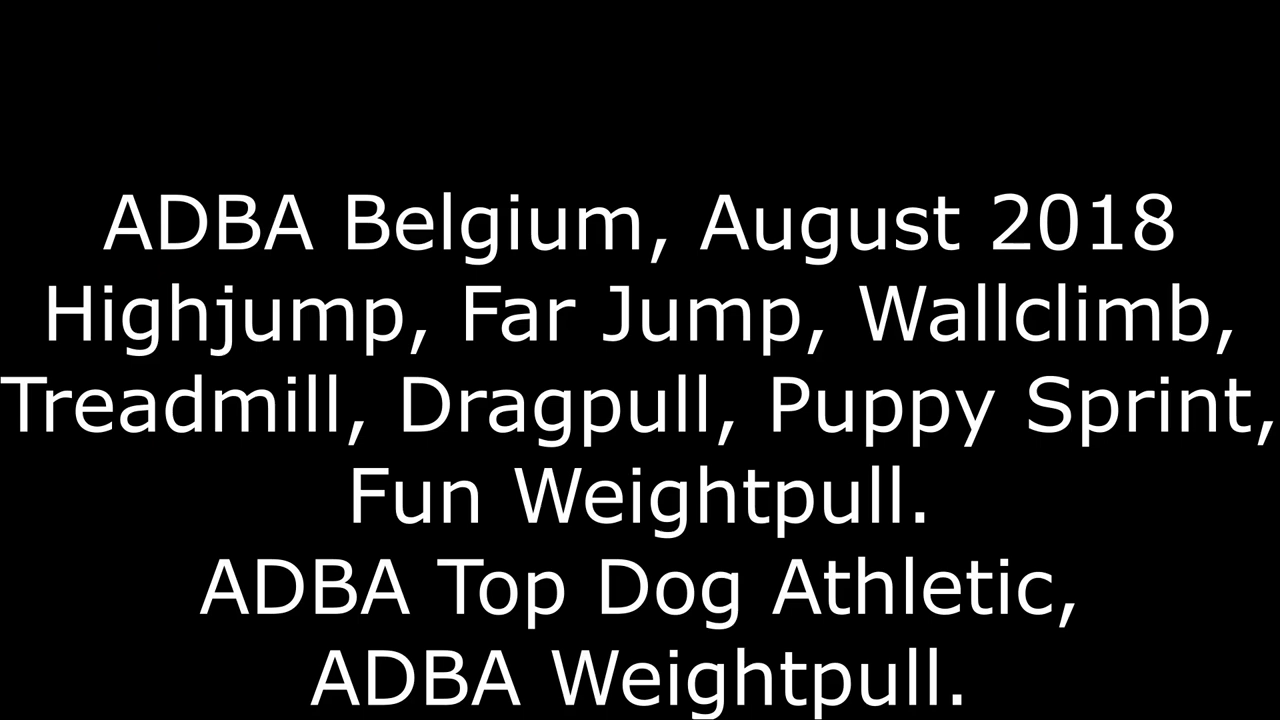 ADBA Belgium, August 2018
Highjump, Far Jump, Wallclimb,
Treadmill, Dragpull, Puppy Sprint,
Fun Weightpull.
ADBA Top Dog Athletic,
ADBA Weightpull.